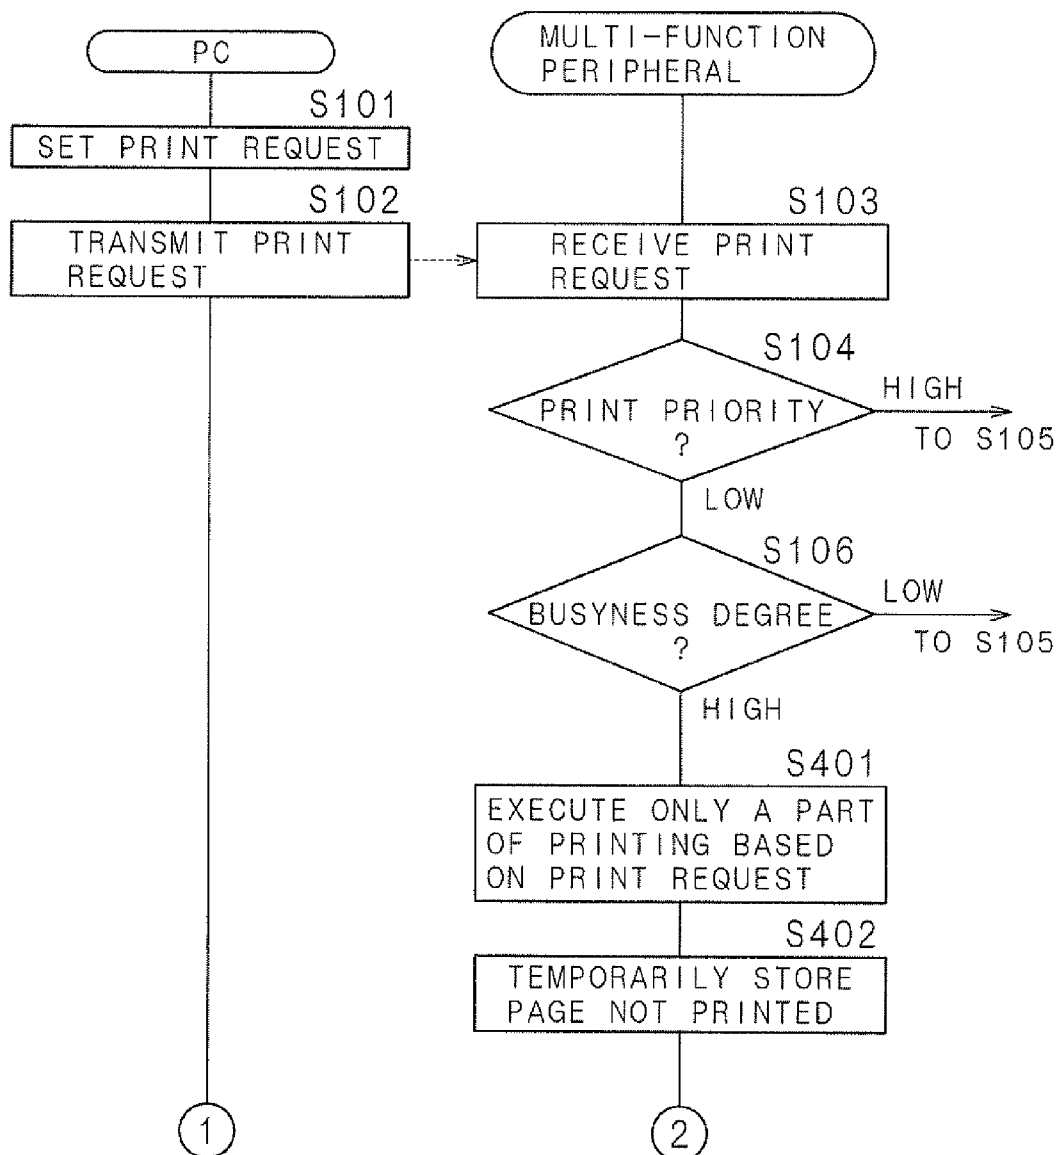 PC
MULTI-FUNCTION
PERIPHERAL
S101
SET PRINT REQUEST
S102
TRANSMIT PRINT
REQUEST
S103
RECEIVE PRINT
REQUEST
S104
PRINT PRIORITY
?
HIGH
TO S105
LOW
S106
BUSYNESS DEGREE
?
LOW
TO S105
HIGH
S401
EXECUTE ONLY A PART
OF PRINTING BASED
ON PRINT REQUEST
S402
TEMPORARILY STORE
PAGE NOT PRINTED
1
2